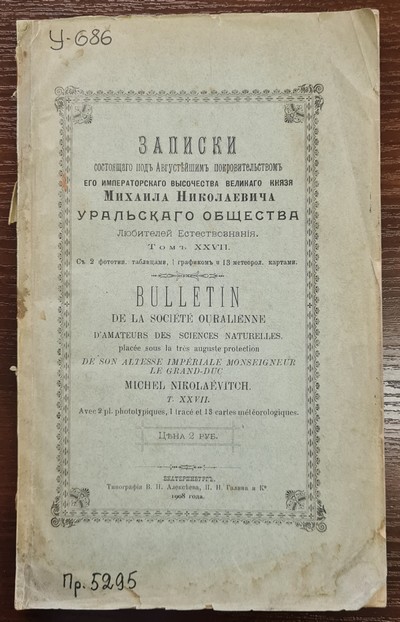 У-686
ЗАПИСКИ
состоящаго подъ Августѣйшимъ покровительствомъ
ЕГО ИМПЕРАТОРСКАГО ВЫСОЧЕСТВА ВЕЛИКАГО КНЯЗЯ
МИХАИЛА НИКОЛАЕВИЧА
УРАЛЬСКАГО ОБЩЕСТВА
Любителей Естествознанія.
ТОМЪ XXVII.
Съ 2 фототип. таблицами, 1 графикомъ и 13 метеорол. картами.
BULLETIN
DE LA SOCIÉTÉ OURALIENNE
D'AMATEURS DES SCIENCES NATURELLES,
placée sous la très auguste protection
DE SON ALTESSE IMPÉRIALE MONSEIGNEUR
LE GRAND-DUC
MICHEL NIKOLAÉVITCH.
T. XXVII.
Avec 2 pl. phototypiques, 1 tracé et 13 cartes météorologiques.
ЦѢНА 2 РУБ.
ЕКАТЕРИНБУРГЪ.
Типографія В. Н. Алексѣева, П. Н. Галина и К°
1908 года.
Пр. 5295